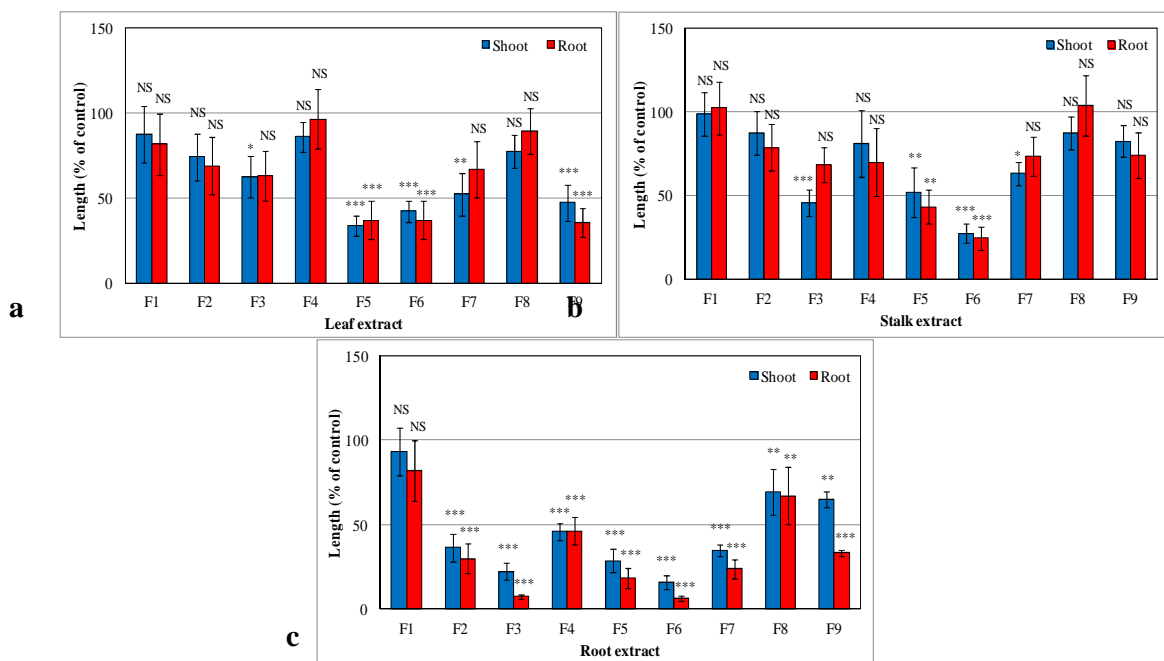 150
Shoot Root
NS NS NS NS * NS NS NS *** *** *** *** ** NS NS NS *** ***
100
50
0
Length (% of control)
F1 F2 F3 F4 F5 F6 F7 F8 F9
Leaf extract
a
150
Shoot Root
NS NS NS NS *** NS NS NS ** ** *** *** * NS NS NS NS NS
100
50
0
Length (% of control)
F1 F2 F3 F4 F5 F6 F7 F8 F9
Stalk extract
b
150
Shoot Root
NS NS *** *** *** *** *** *** *** *** *** *** *** *** ** ** ** ***
100
50
0
Length (% of control)
F1 F2 F3 F4 F5 F6 F7 F8 F9
Root extract
c